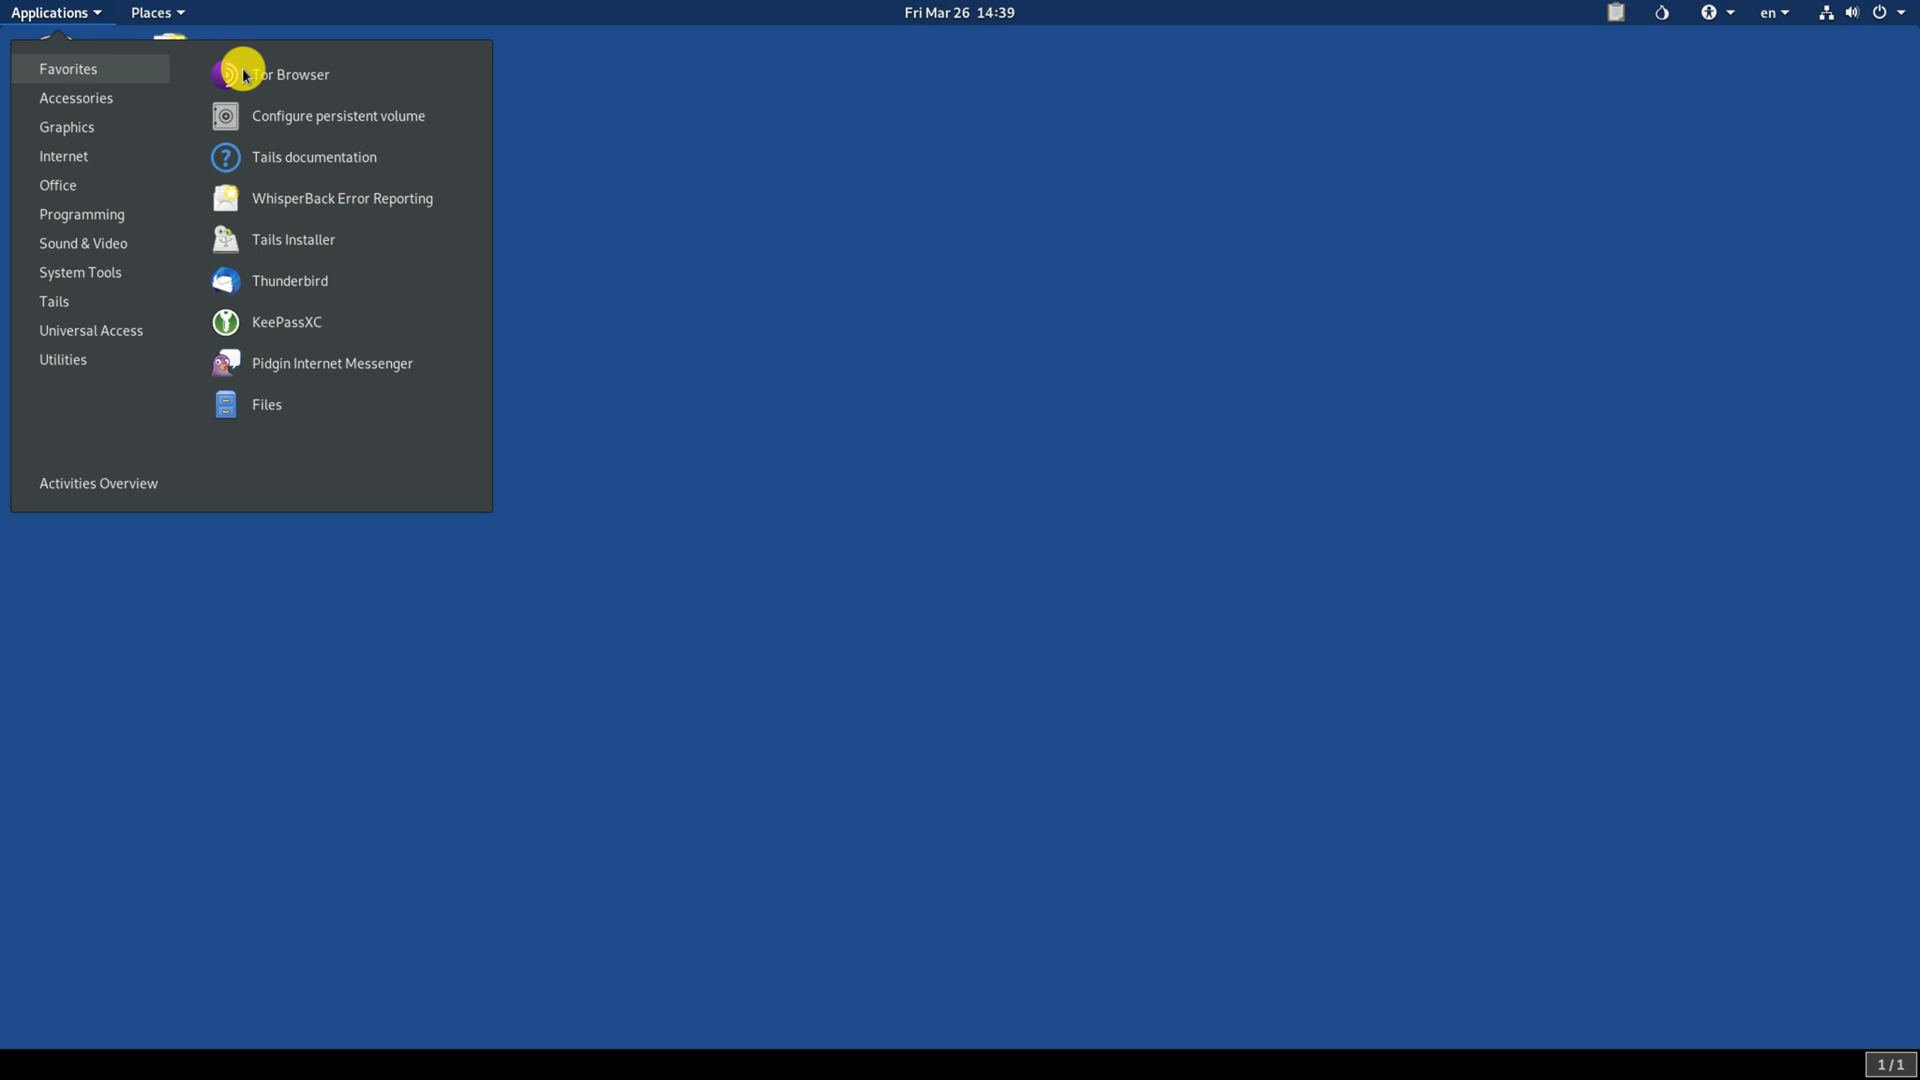 Applications Places Fri Mar 26 14:39 en
Favorites
Accessories
Graphics
Internet
Office
Programming
Sound & Video
System Tools
Tails
Universal Access
Utilities
Activities Overview
Tor Browser
Configure persistent volume
Tails documentation
WhisperBack Error Reporting
Tails Installer
Thunderbird
KeePassXC
Pidgin Internet Messenger
Files
1 / 1